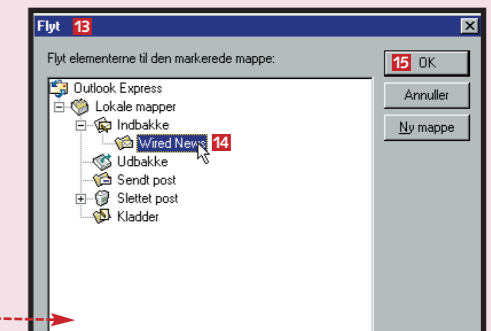 Flyt 13
Flyt elementerne til den markerede mappe:
15 OK
Annuller
Ny mappe
Outlook Express
Lokale mapper
Indbakke
Wired News 14
Udbakke
Sendt post
Slettet post
Kladder